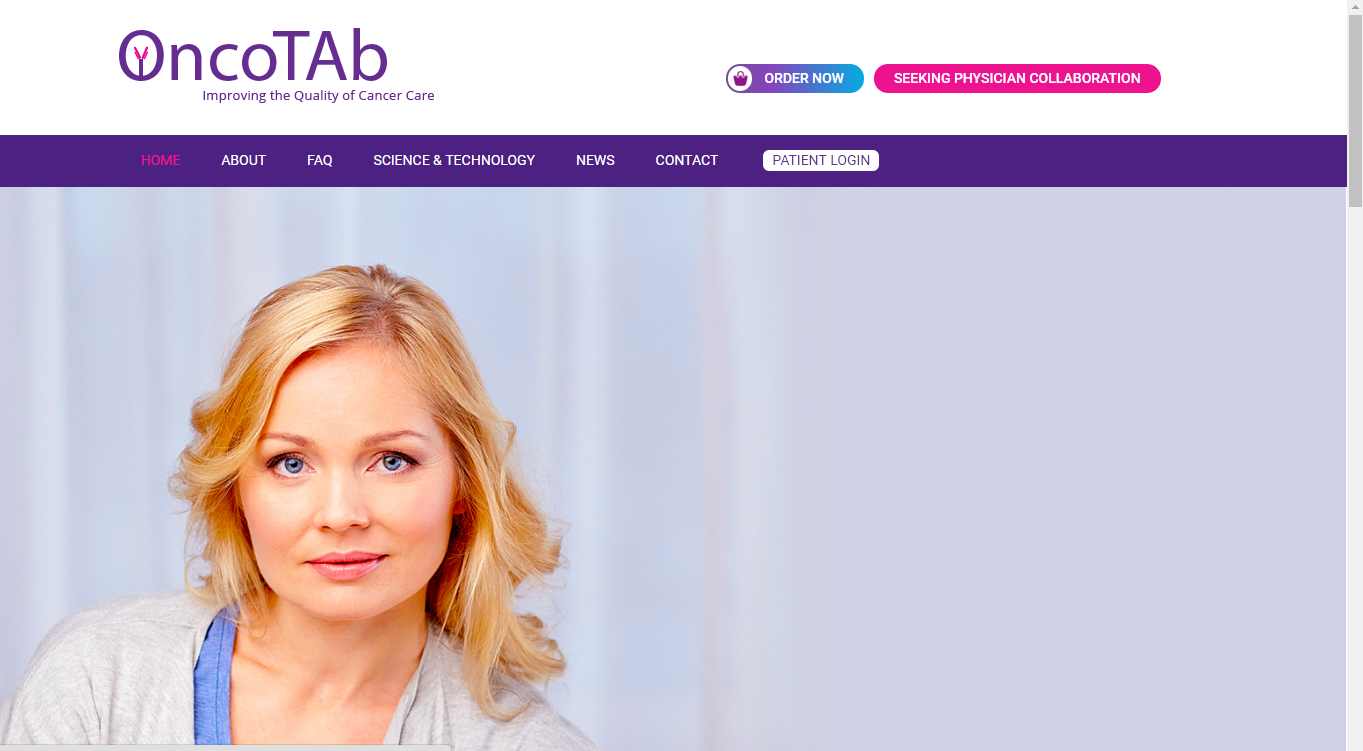 OncoTAb
Improving the Quality of Cancer Care
ORDER NOW
SEEKING PHYSICIAN COLLABORATION
HOME
ABOUT
FAQ
SCIENCE & TECHNOLOGY
NEWS
CONTACT
PATIENT LOGIN